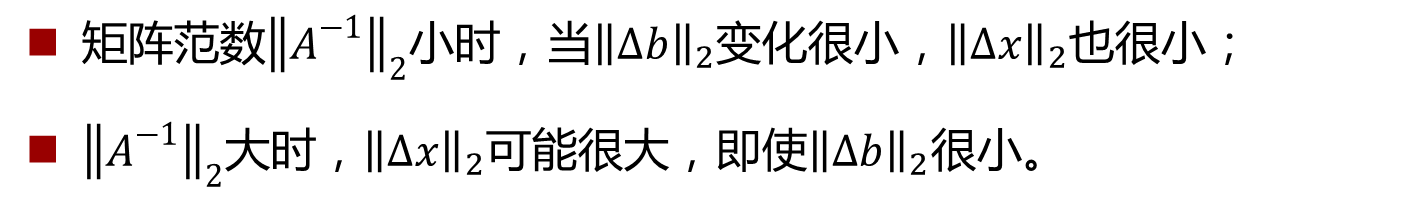 矩阵范数‖A⁻¹‖₂小时，当‖Δb‖₂变化很小，‖Δx‖₂也很小；
‖A⁻¹‖₂大时，‖Δx‖₂可能很大，即使‖Δb‖₂很小。